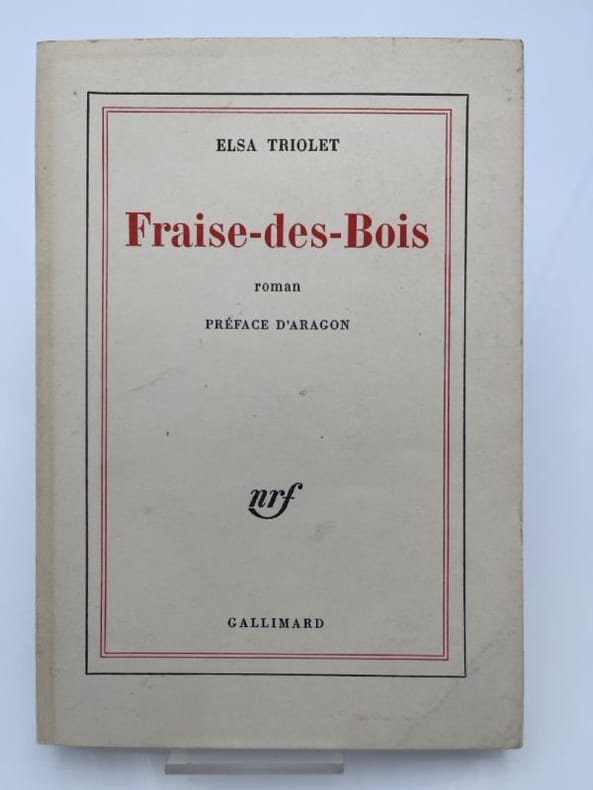 ELSA TRIOLET
Fraise-des-Bois
roman
PRÉFACE D'ARAGON
nrf
GALLIMARD